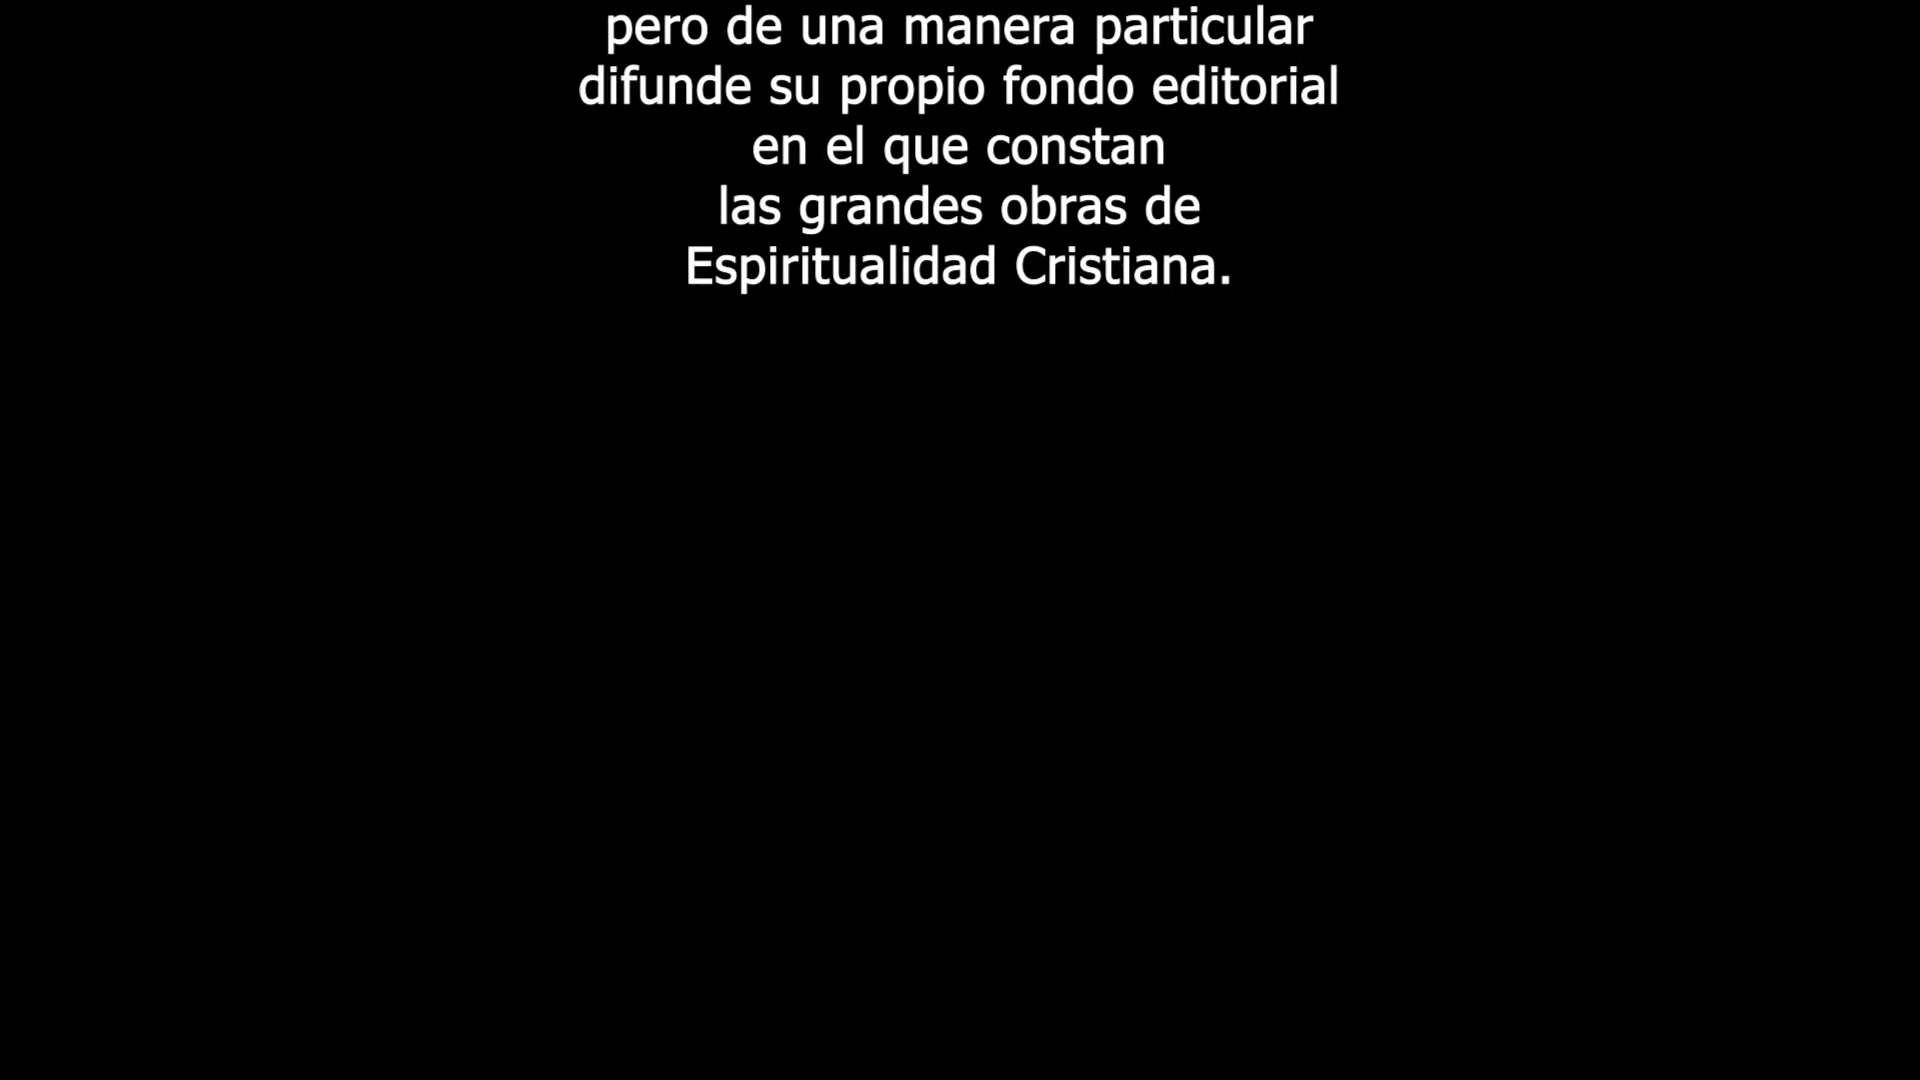 pero de una manera particular
difunde su propio fondo editorial
en el que constan
las grandes obras de
Espiritualidad Cristiana.